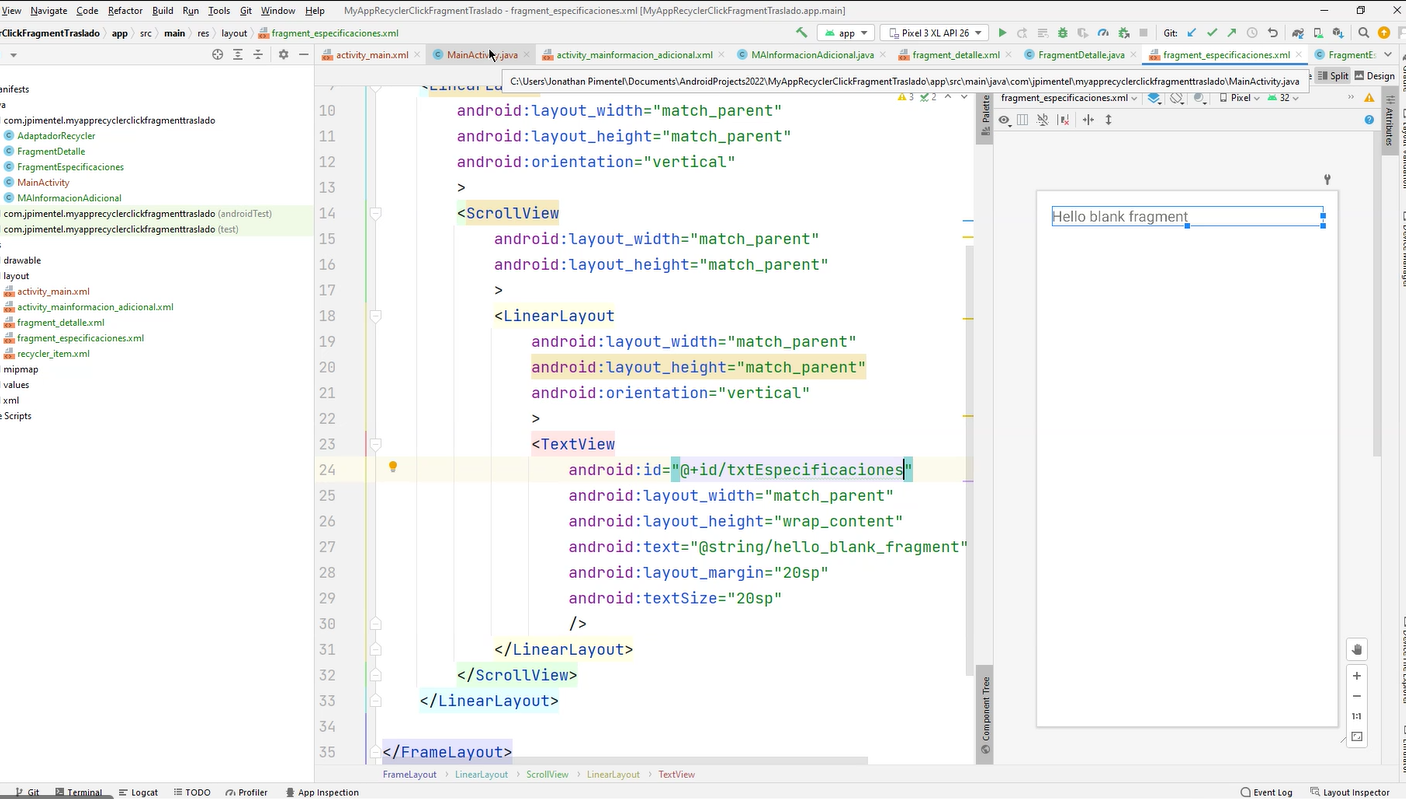 View Navigate Code Refactor Build Run Tools Git Window Help MyAppRecyclerClickFragmentTraslado - fragment_especificaciones.xml [MyAppRecyclerClickFragmentTraslado.app.main]
rClickFragmentTraslado app src main res layout fragment_especificaciones.xml app Pixel 3 XL API 26 Git:
activity_main.xml MainActivity.java activity_mainformacion_adicional.xml MAInformacionAdicional.java fragment_detalle.xml FragmentDetalle.java fragment_especificaciones.xml FragmentEs
Split Design
C:\Users\Jonathan Pimentel\Documents\AndroidProjects2022\MyAppRecyclerClickFragmentTraslado\app\src\main\java\com\jpimentel\myapprecyclerclickfragmenttraslado\MainActivity.java
anifests
va
com.jpimentel.myapprecyclerclickfragmenttraslado
AdaptadorRecycler
FragmentDetalle
FragmentEspecificaciones
MainActivity
MAInformacionAdicional
com.jpimentel.myapprecyclerclickfragmenttraslado (androidTest)
com.jpimentel.myapprecyclerclickfragmenttraslado (test)
s
drawable
layout
activity_main.xml
activity_mainformacion_adicional.xml
fragment_detalle.xml
fragment_especificaciones.xml
recycler_item.xml
mipmap
values
xml
e Scripts
3 2
10 android:layout_width="match_parent"
11 android:layout_height="match_parent"
12 android:orientation="vertical"
13 >
14 <ScrollView
15 android:layout_width="match_parent"
16 android:layout_height="match_parent"
17 >
18 <LinearLayout
19 android:layout_width="match_parent"
20 android:layout_height="match_parent"
21 android:orientation="vertical"
22 >
23 <TextView
24 android:id="@+id/txtEspecificaciones"
25 android:layout_width="match_parent"
26 android:layout_height="wrap_content"
27 android:text="@string/hello_blank_fragment"
28 android:layout_margin="20sp"
29 android:textSize="20sp"
30 />
31 </LinearLayout>
32 </ScrollView>
33 </LinearLayout>
34
35 </FrameLayout>
FrameLayout LinearLayout ScrollView LinearLayout TextView
Palette
Component Tree
fragment_especificaciones.xml Pixel 32
Hello blank fragment
1:1
Attributes
Git Terminal Logcat TODO Profiler App Inspection Event Log Layout Inspector